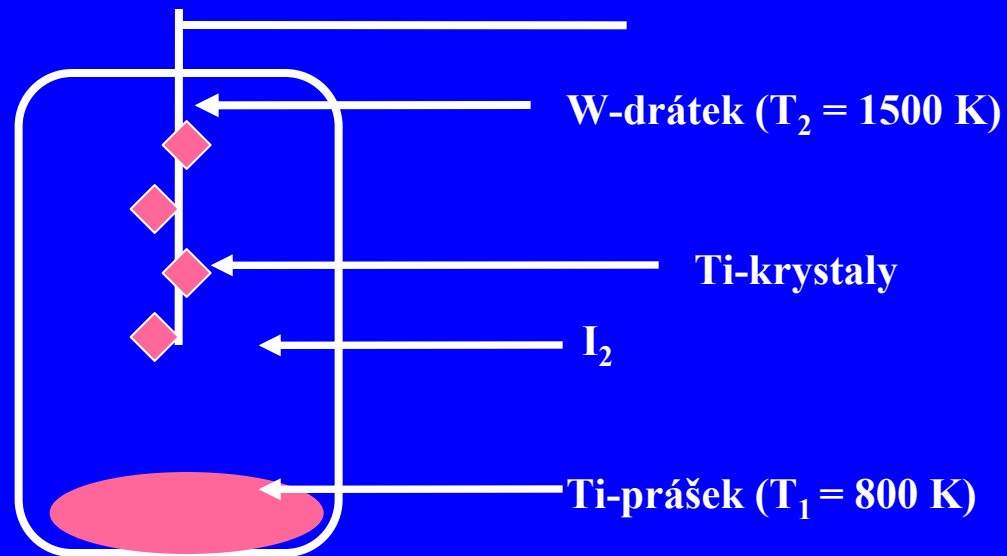 W-drátek (T₂ = 1500 K)
Ti-krystaly
I₂
Ti-prášek (T₁ = 800 K)